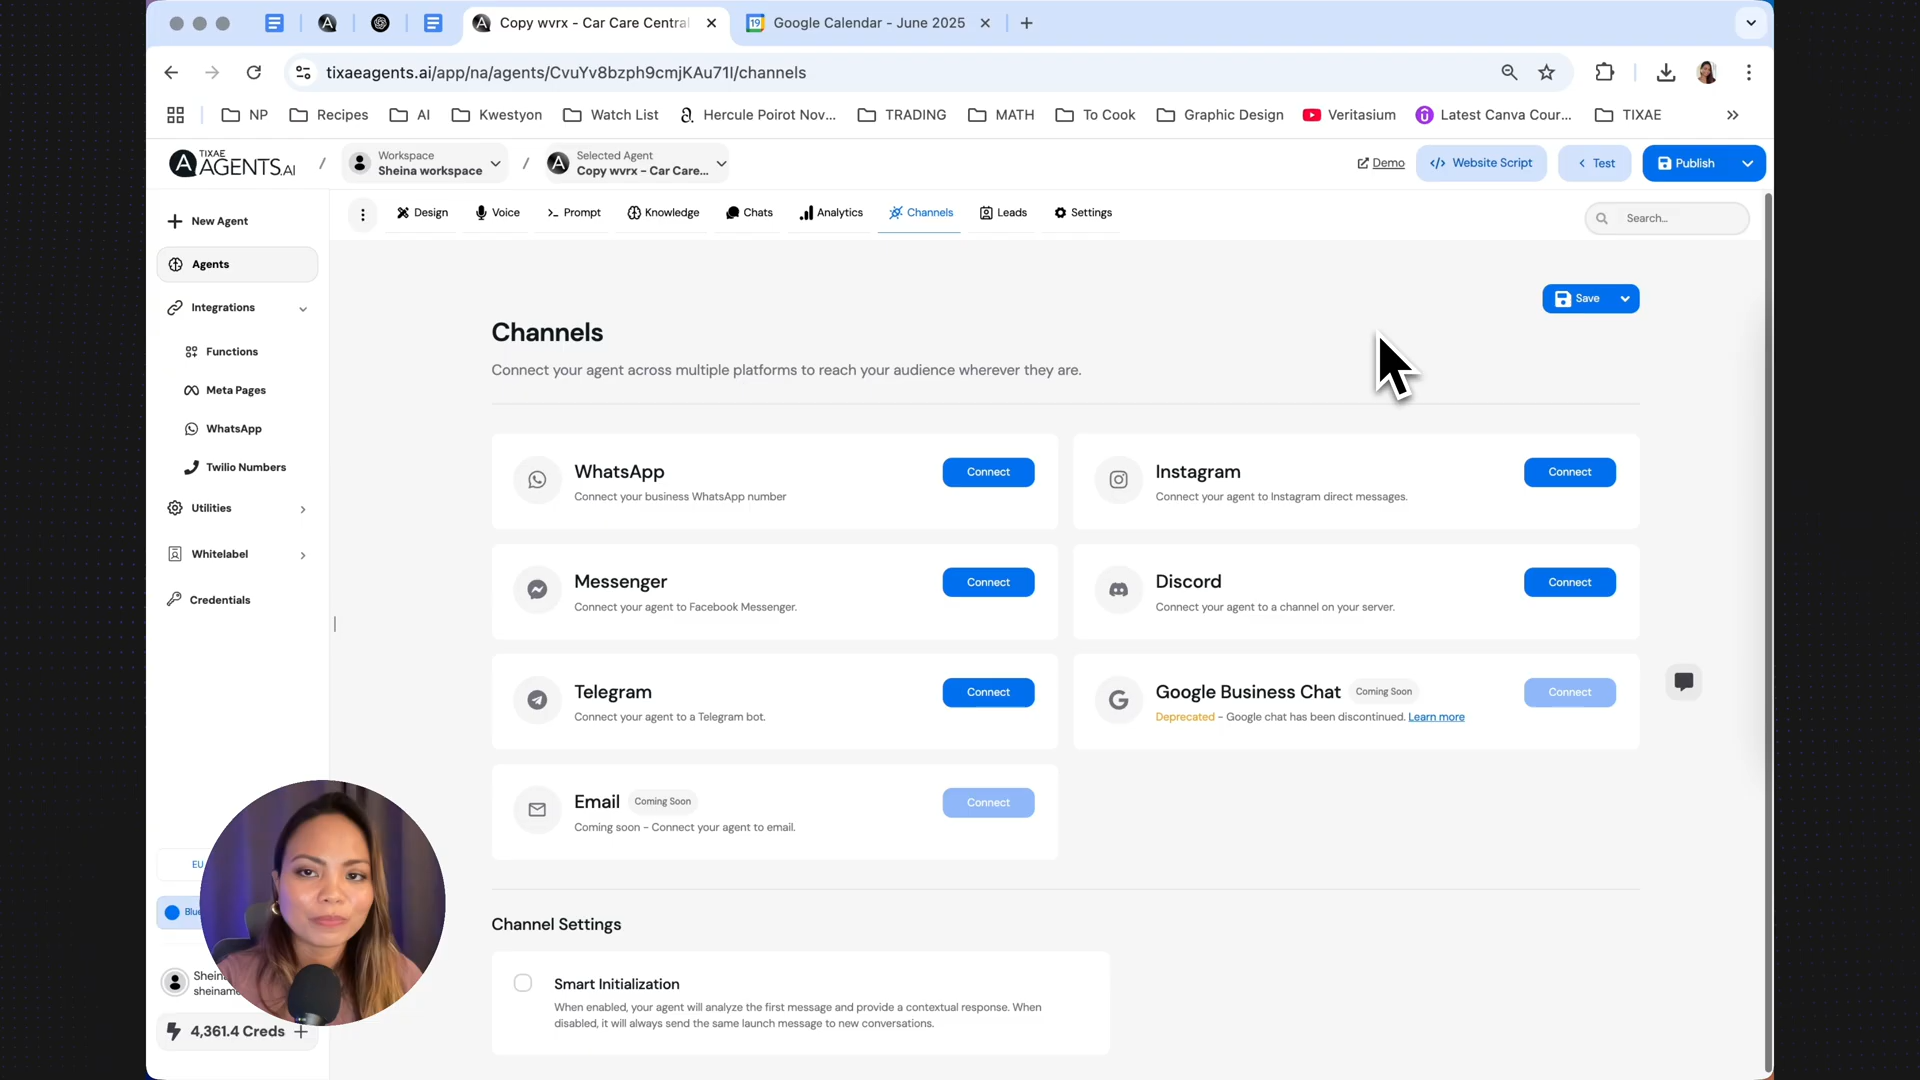 Copy wvrx - Car Care Central
Google Calendar - June 2025
tixaeagents.ai/app/na/agents/CvuYv8bzph9cmjKAu71I/channels
NP
Recipes
AI
Kwestyon
Watch List
Hercule Poirot Nov...
TRADING
MATH
To Cook
Graphic Design
Veritasium
Latest Canva Cour...
TIXAE
TIXAE
AGENTS.AI
/
Workspace
Sheina workspace
/
Selected Agent
Copy wvrx - Car Care...
Demo
Website Script
Test
Publish
New Agent
Agents
Integrations
Functions
Meta Pages
WhatsApp
Twilio Numbers
Utilities
Whitelabel
Credentials
EU
4,361.4 Creds
Design
Voice
Prompt
Knowledge
Chats
Analytics
Channels
Leads
Settings
Search...
Save
Channels
Connect your agent across multiple platforms to reach your audience wherever they are.
WhatsApp
Connect your business WhatsApp number
Connect
Instagram
Connect your agent to Instagram direct messages.
Connect
Messenger
Connect your agent to Facebook Messenger.
Connect
Discord
Connect your agent to a channel on your server.
Connect
Telegram
Connect your agent to a Telegram bot.
Connect
Google Business Chat Coming Soon
Deprecated - Google chat has been discontinued. Learn more
Connect
Email Coming Soon
Coming soon - Connect your agent to email.
Connect
Channel Settings
Smart Initialization
When enabled, your agent will analyze the first message and provide a contextual response. When
disabled, it will always send the same launch message to new conversations.